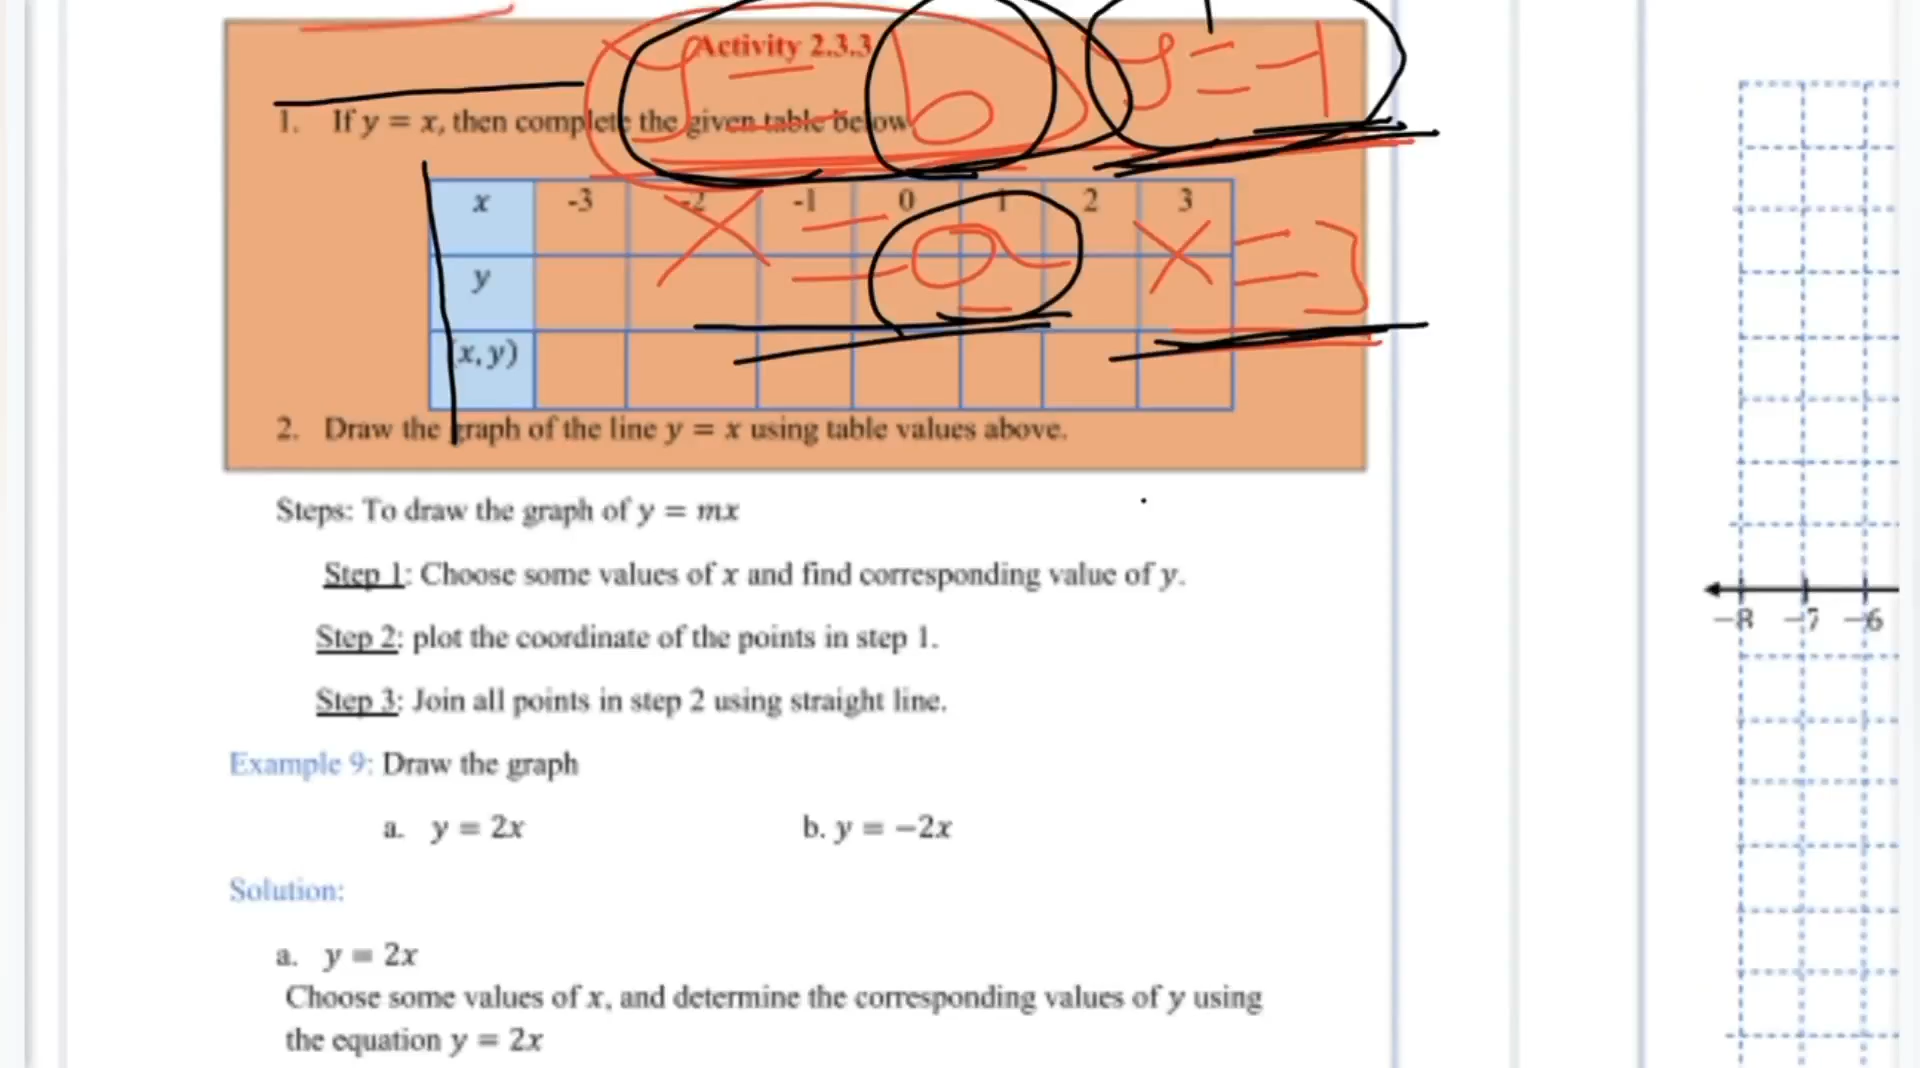 Activity 2.3.3
y = b
y = -1
1. If y = x, then complete the given table below
x -3 -2 -1 0 1 2 3
x = a
x = 3
y
(x, y)
2. Draw the graph of the line y = x using table values above.
Steps: To draw the graph of y = mx
Step 1: Choose some values of x and find corresponding value of y.
Step 2: plot the coordinate of the points in step 1.
Step 3: Join all points in step 2 using straight line.
Example 9: Draw the graph
a. y = 2x b. y = −2x
Solution:
a. y = 2x
Choose some values of x, and determine the corresponding values of y using
the equation y = 2x
−8 −7 −6